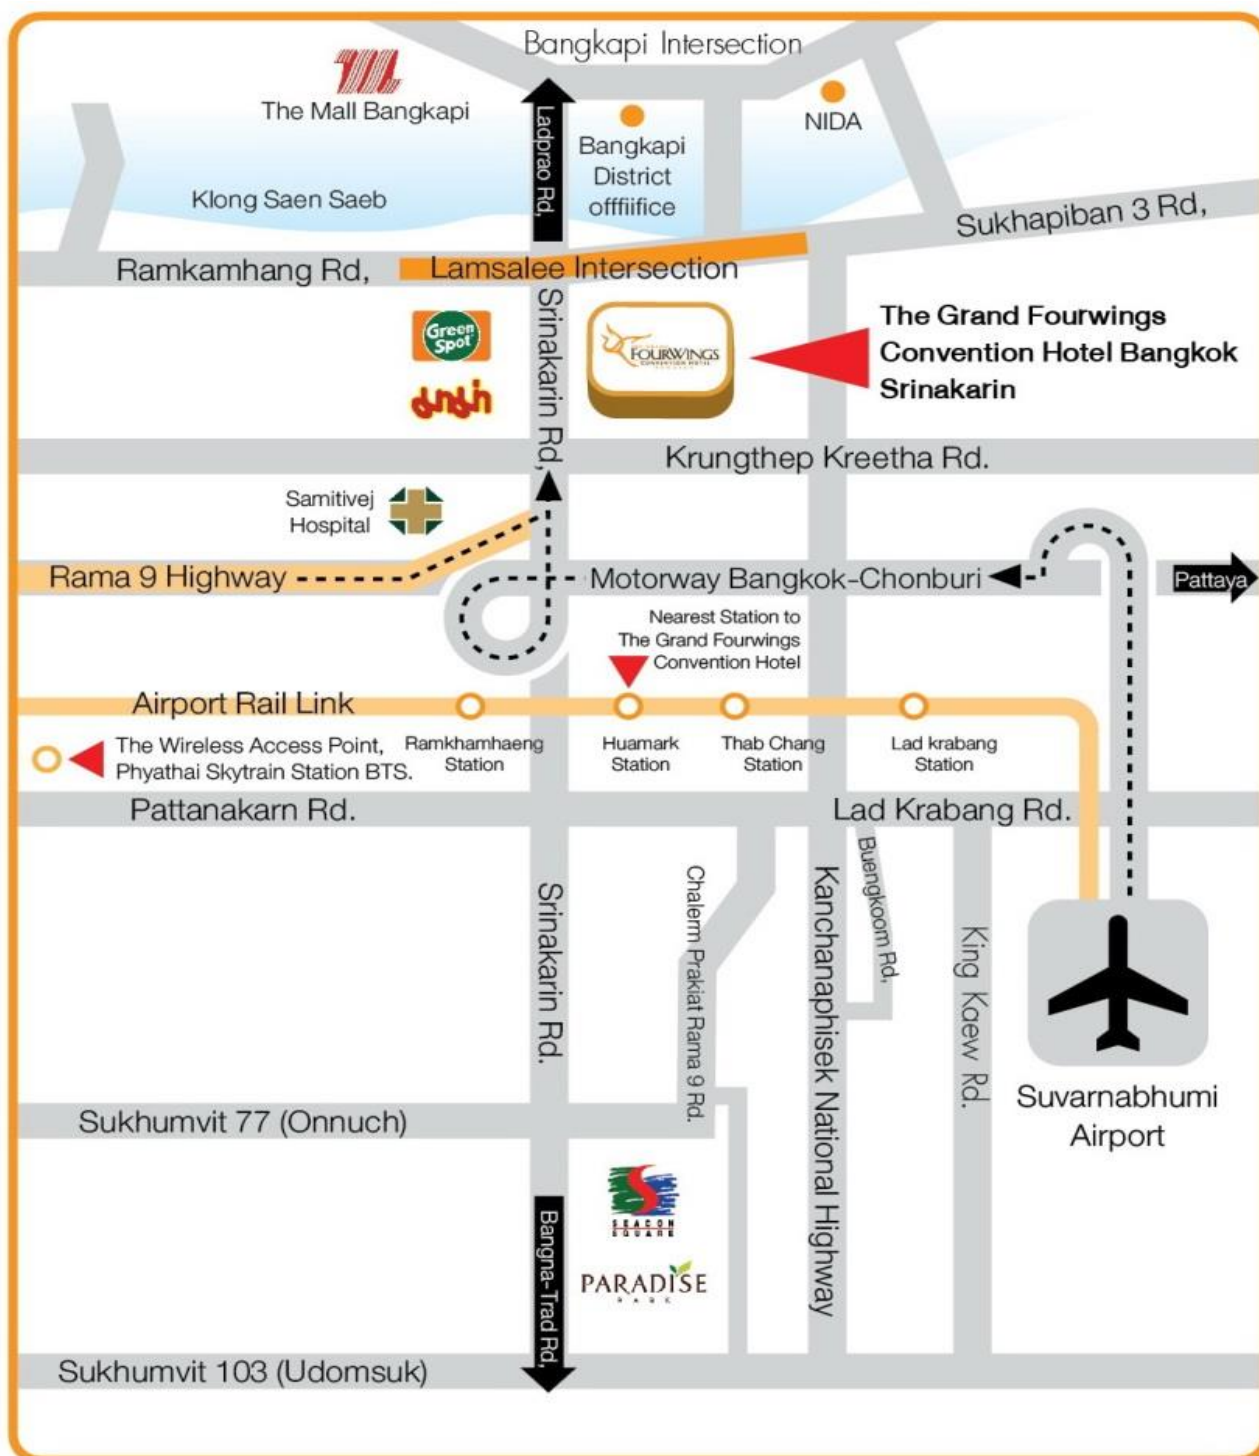 Bangkapi Intersection
The Mall Bangkapi
Ladprao Rd,
Bangkapi
District
offfiifice
NIDA
Klong Saen Saeb
Sukhapiban 3 Rd,
Ramkamhang Rd,
Lamsalee Intersection
Srinakarin Rd,
Green
Spot
FOURWINGS
CONVENTION HOTEL
The Grand Fourwings
Convention Hotel Bangkok
Srinakarin
Krungthep Kreetha Rd.
Samitivej
Hospital
Rama 9 Highway
Motorway Bangkok-Chonburi
Pattaya
Nearest Station to
The Grand Fourwings
Convention Hotel
Airport Rail Link
The Wireless Access Point,
Phyathai Skytrain Station BTS.
Ramkhamhaeng
Station
Huamark
Station
Thab Chang
Station
Lad krabang
Station
Pattanakarn Rd.
Lad Krabang Rd.
Srinakarin Rd.
Chalerm Prakiat Rama 9 Rd.
Kanchanaphisek National Highway
Buengkoom Rd,
King Kaew Rd.
Suvarnabhumi
Airport
Sukhumvit 77 (Onnuch)
Bangna-Trad Rd,
SEACON
SQUARE
PARADISE
PARK
Sukhumvit 103 (Udomsuk)